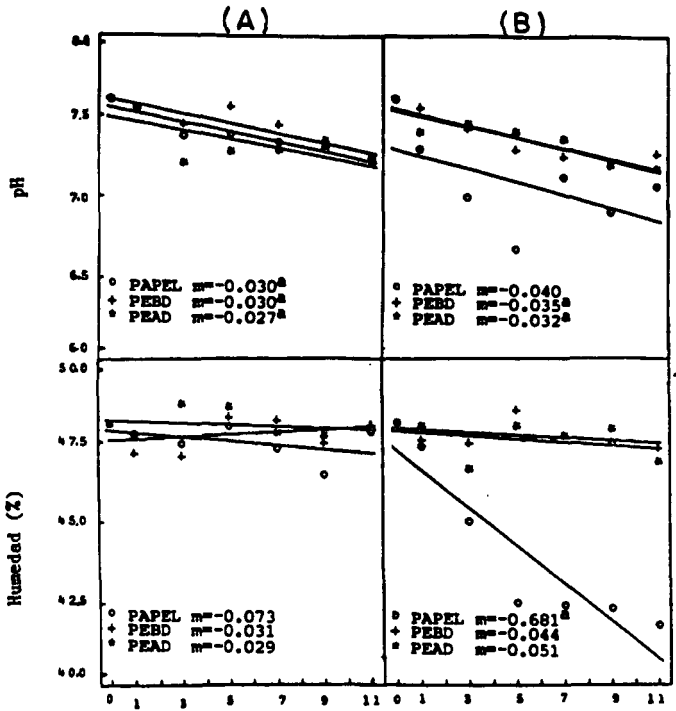 (A)
(B)
pH
8.0
7.5
7.0
6.5
6.0
o PAPEL m=-0.030a
+ PEBD m=-0.030a
* PEAD m=-0.027a
o PAPEL m=-0.040
+ PEBD m=-0.035a
* PEAD m=-0.032a
Humedad (%)
50.0
47.5
45.0
42.5
40.0
o PAPEL m=-0.073
+ PEBD m=-0.031
* PEAD m=-0.029
o PAPEL m=-0.681a
+ PEBD m=-0.044
* PEAD m=-0.051
0 1 3 5 7 9 11
0 1 3 5 7 9 11